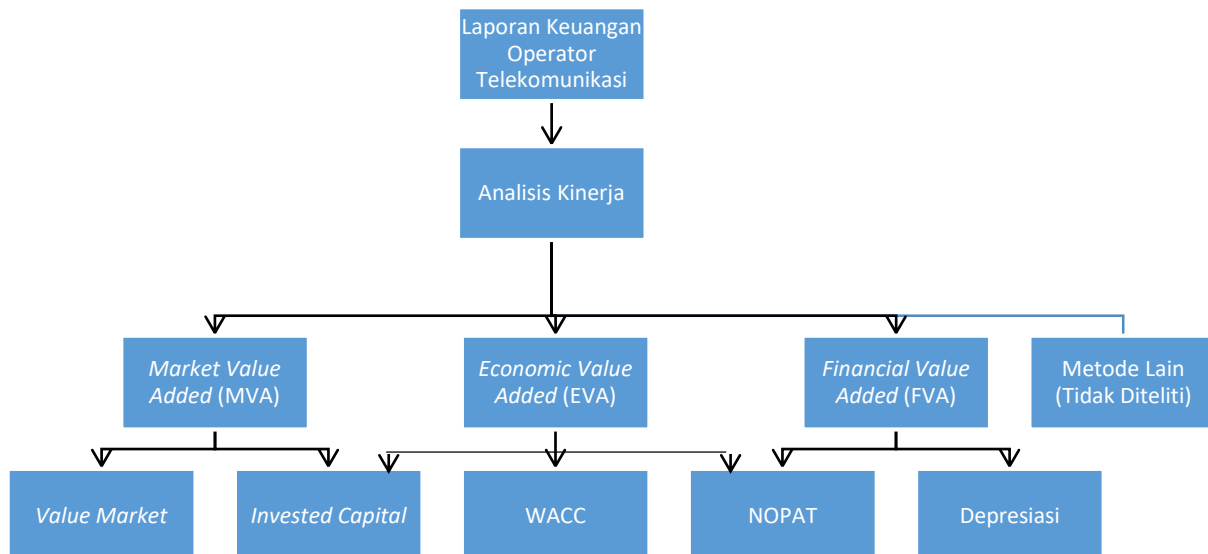 Laporan Keuangan
Operator
Telekomunikasi
Analisis Kinerja
Market Value
Added (MVA)
Economic Value
Added (EVA)
Financial Value
Added (FVA)
Metode Lain
(Tidak Diteliti)
Value Market
Invested Capital
WACC
NOPAT
Depresiasi